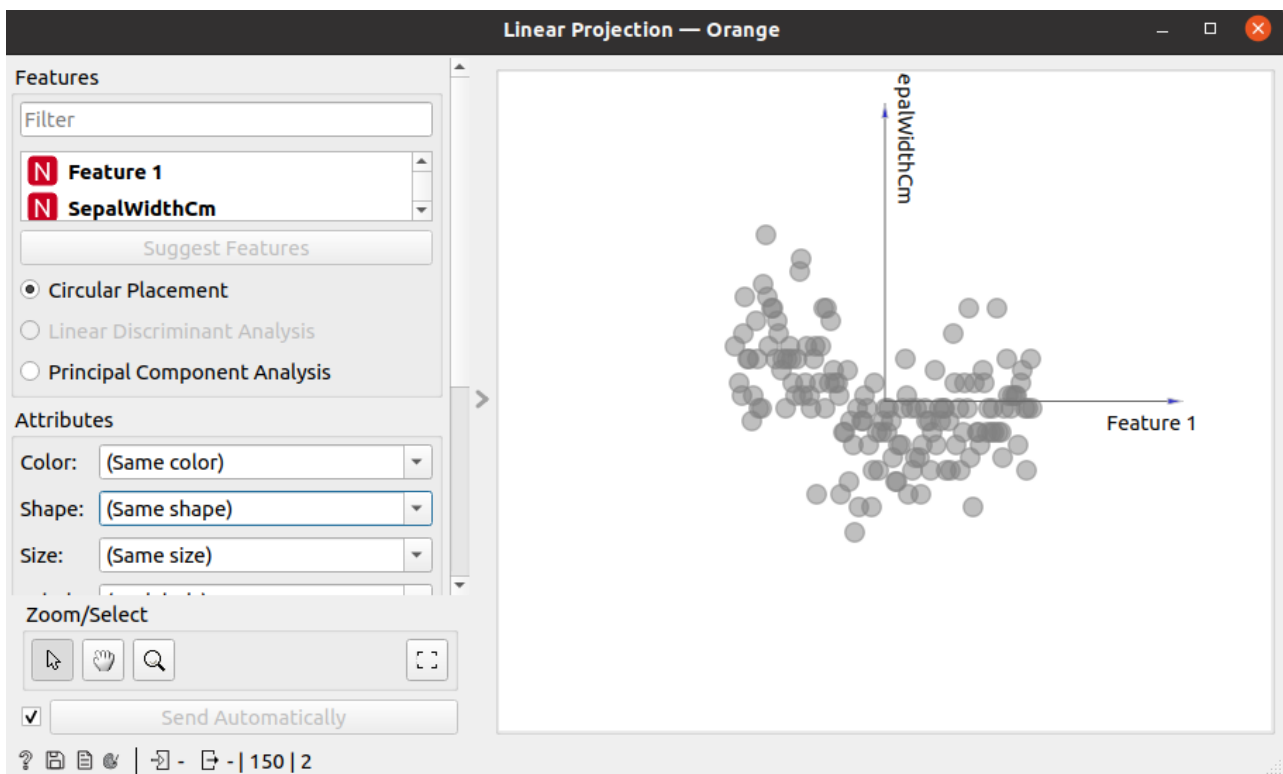 Linear Projection — Orange
Features
Filter
N Feature 1
N SepalWidthCm
Suggest Features
Circular Placement
Linear Discriminant Analysis
Principal Component Analysis
Attributes
Color: (Same color)
Shape: (Same shape)
Size: (Same size)
Zoom/Select
Send Automatically
? - - | 150 | 2
epalWidthCm
Feature 1